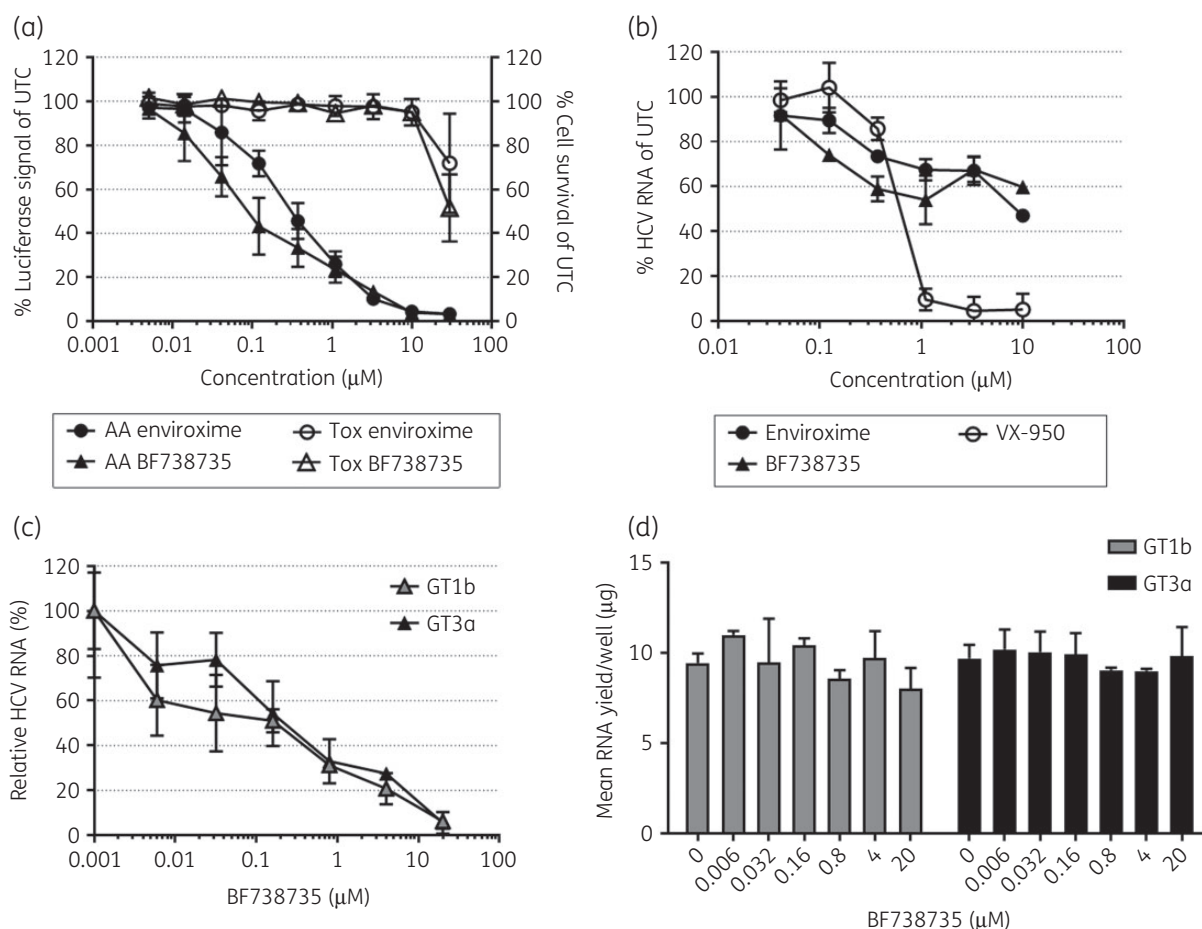 (a)
120
100
80
60
40
20
0
% Luciferase signal of UTC
120
100
80
60
40
20
0
% Cell survival of UTC
0.001 0.01 0.1 1 10 100
Concentration (μM)
AA enviroxime Tox enviroxime
AA BF738735 Tox BF738735
(b)
120
100
80
60
40
20
0
% HCV RNA of UTC
0.01 0.1 1 10 100
Concentration (μM)
Enviroxime VX-950
BF738735
(c)
120
100
80
60
40
20
0
Relative HCV RNA (%)
GT1b
GT3a
0.001 0.01 0.1 1 10 100
BF738735 (μM)
(d)
GT1b
GT3a
15
10
5
0
Mean RNA yield/well (μg)
0 0.006 0.032 0.16 0.8 4 20 0 0.006 0.032 0.16 0.8 4 20
BF738735
(μM)